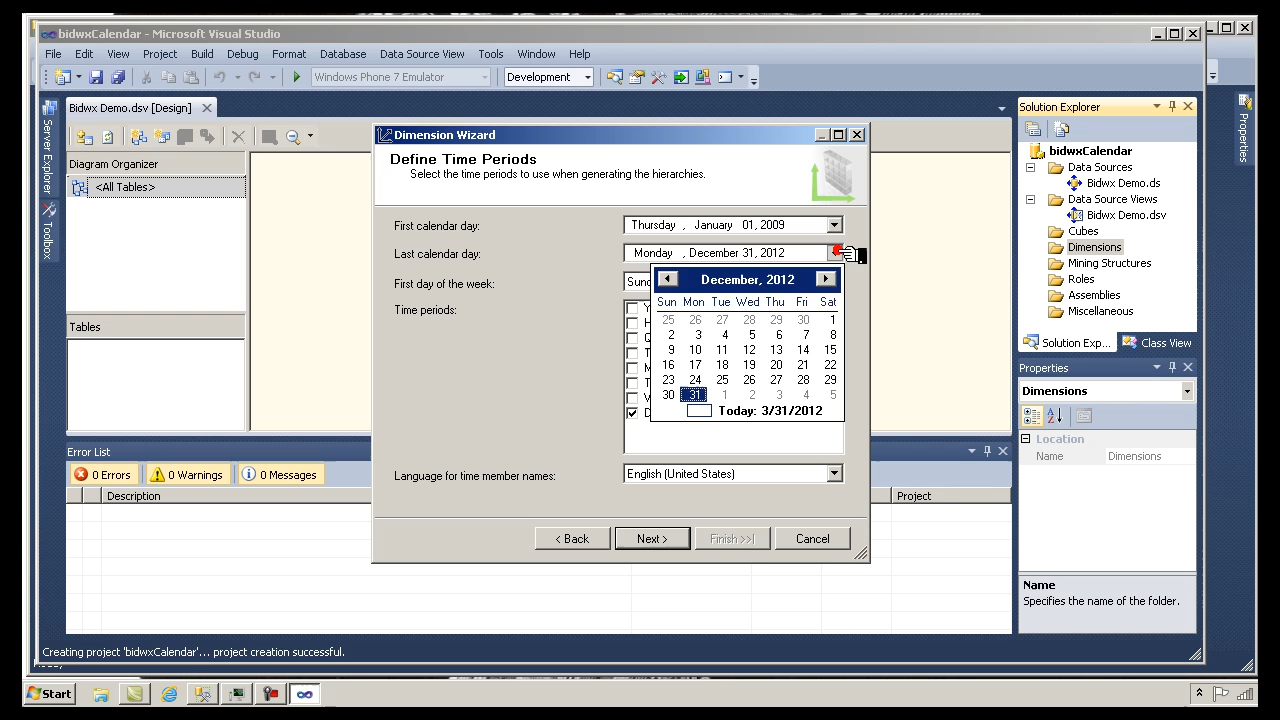 bidwxCalendar - Microsoft Visual Studio
File Edit View Project Build Debug Format Database Data Source View Tools Window Help
Windows Phone 7 Emulator Development
Server Explorer
Toolbox
Bidwx Demo.dsv [Design]
Diagram Organizer
<All Tables>
Tables
Dimension Wizard
Define Time Periods
Select the time periods to use when generating the hierarchies.
First calendar day: Thursday , January 01, 2009
Last calendar day: Monday , December 31, 2012
First day of the week:
Time periods:
December, 2012
Sun Mon Tue Wed Thu Fri Sat
25 26 27 28 29 30 1
2 3 4 5 6 7 8
9 10 11 12 13 14 15
16 17 18 19 20 21 22
23 24 25 26 27 28 29
30 31 1 2 3 4 5
Today: 3/31/2012
Language for time member names: English (United States)
< Back Next > Finish >>| Cancel
Solution Explorer
bidwxCalendar
Data Sources
Bidwx Demo.ds
Data Source Views
Bidwx Demo.dsv
Cubes
Dimensions
Mining Structures
Roles
Assemblies
Miscellaneous
Solution Exp... Class View
Properties
Dimensions
Location
Name Dimensions
Name
Specifies the name of the folder.
Properties
Error List
0 Errors 0 Warnings 0 Messages
Description Project
Creating project 'bidwxCalendar'... project creation successful.
Start